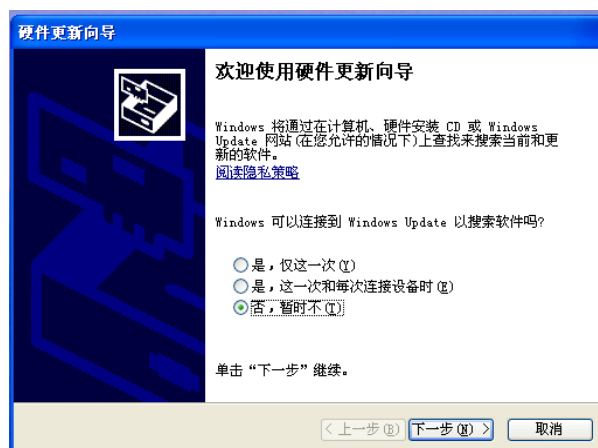 硬件更新向导
欢迎使用硬件更新向导
Windows 将通过在计算机、硬件安装 CD 或 Windows
Update 网站(在您允许的情况下)上查找来搜索当前和更
新的软件。
阅读隐私策略
Windows 可以连接到 Windows Update 以搜索软件吗?
是，仅这一次(Y)
是，这一次和每次连接设备时(E)
否，暂时不(T)
单击“下一步”继续。
< 上一步(B) 下一步(N) > 取消